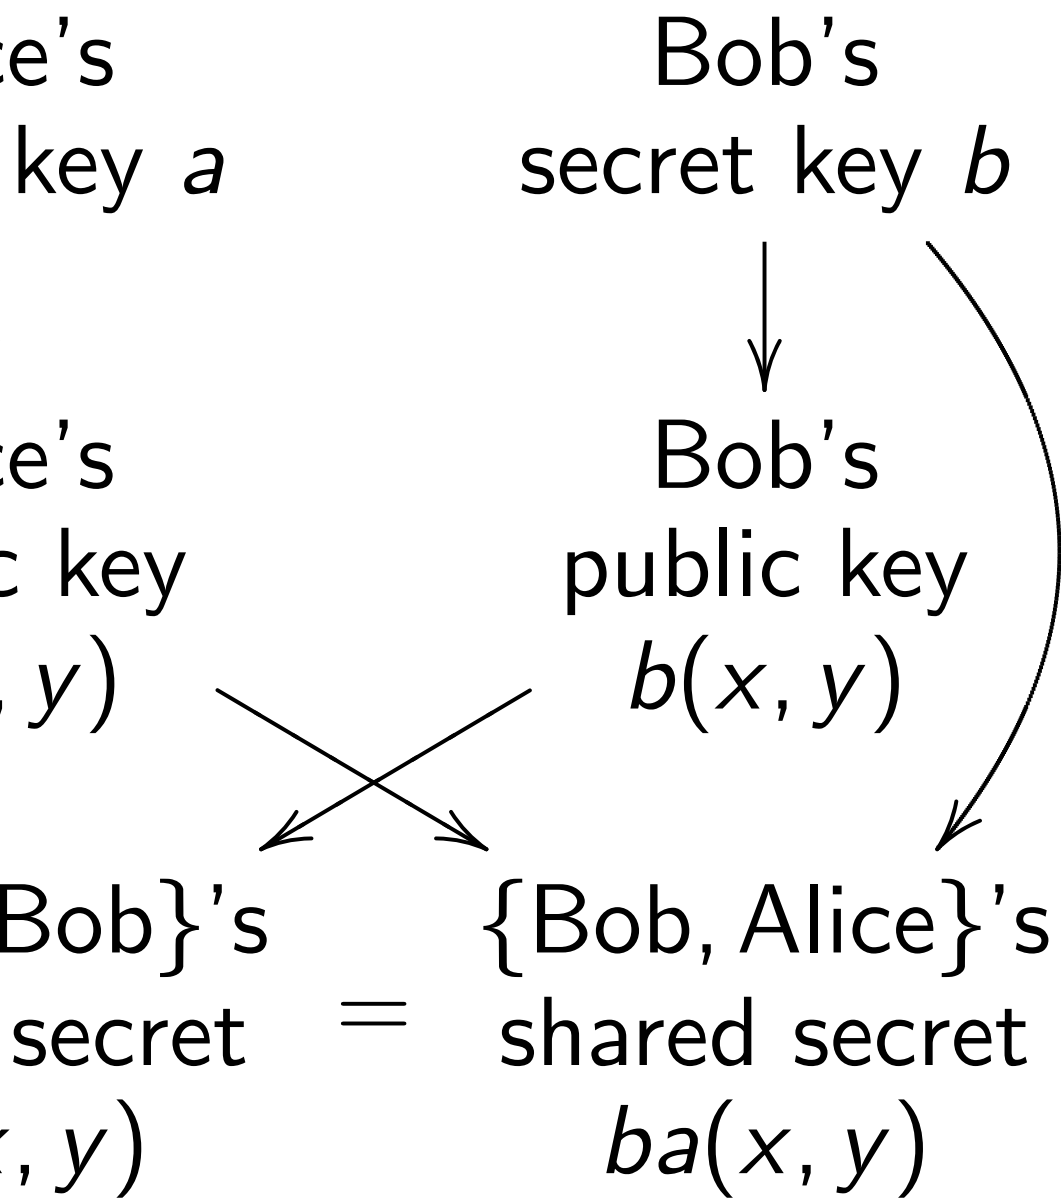 ce's
key a
Bob's
secret key b
ce's
c key
, y)
Bob's
public key
b(x, y)
Bob}'s
secret
, y)
=
{Bob, Alice}'s
shared secret
ba(x, y)